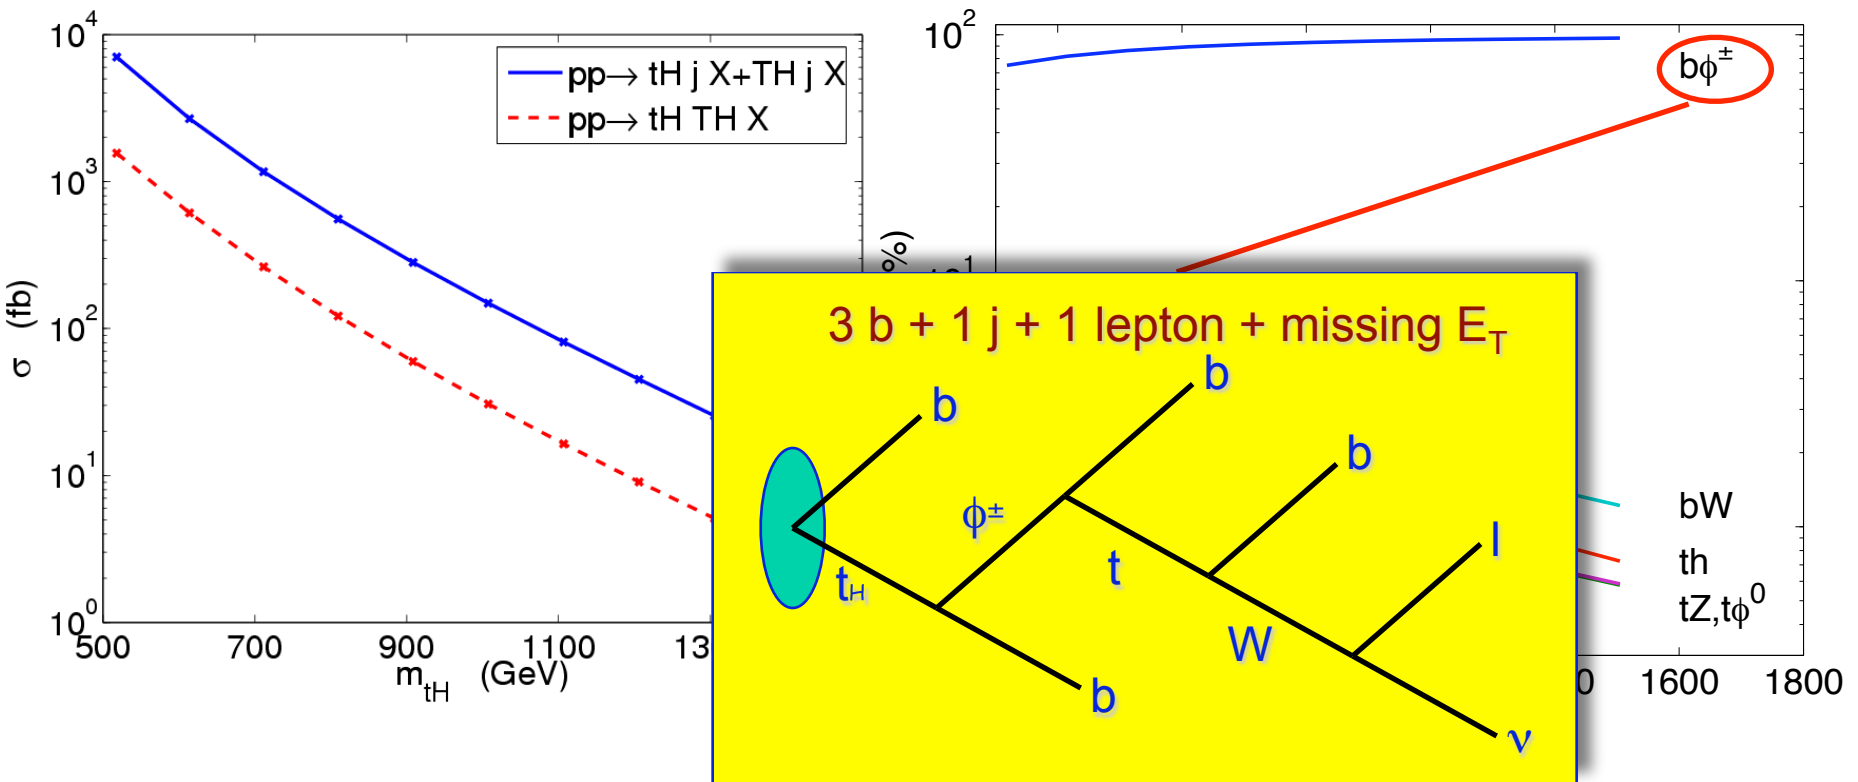 10^4
10^3
10^2
10^1
10^0
σ (fb)
500 700 900 1100
m_tH (GeV)
pp→ tH j X+TH j X
pp→ tH TH X
10^2
%)
bφ^±
bW
th
tZ,tφ^0
1600 1800
3 b + 1 j + 1 lepton + missing E_T
b
b
b
φ^±
l
t_H
t
W
b
ν